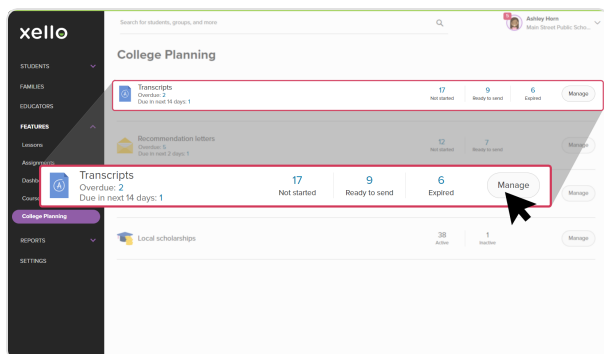 xello
Search for students, groups, and more
Ashley Horn
Main Street Public Scho...
College Planning
STUDENTS
FAMILIES
EDUCATORS
FEATURES
Lessons
Assignments
College Planning
REPORTS
SETTINGS
Transcripts
Overdue: 2
Due in next 14 days: 1
17
Not started
9
Ready to send
6
Expired
Manage
Recommendation letters
Overdue: 5
Due in next 2 days: 1
12
Not started
7
Ready to send
Manage
Transcripts
Overdue: 2
Due in next 14 days: 1
17
Not started
9
Ready to send
6
Expired
Manage
Manage
Local scholarships
38
Active
1
Inactive
Manage